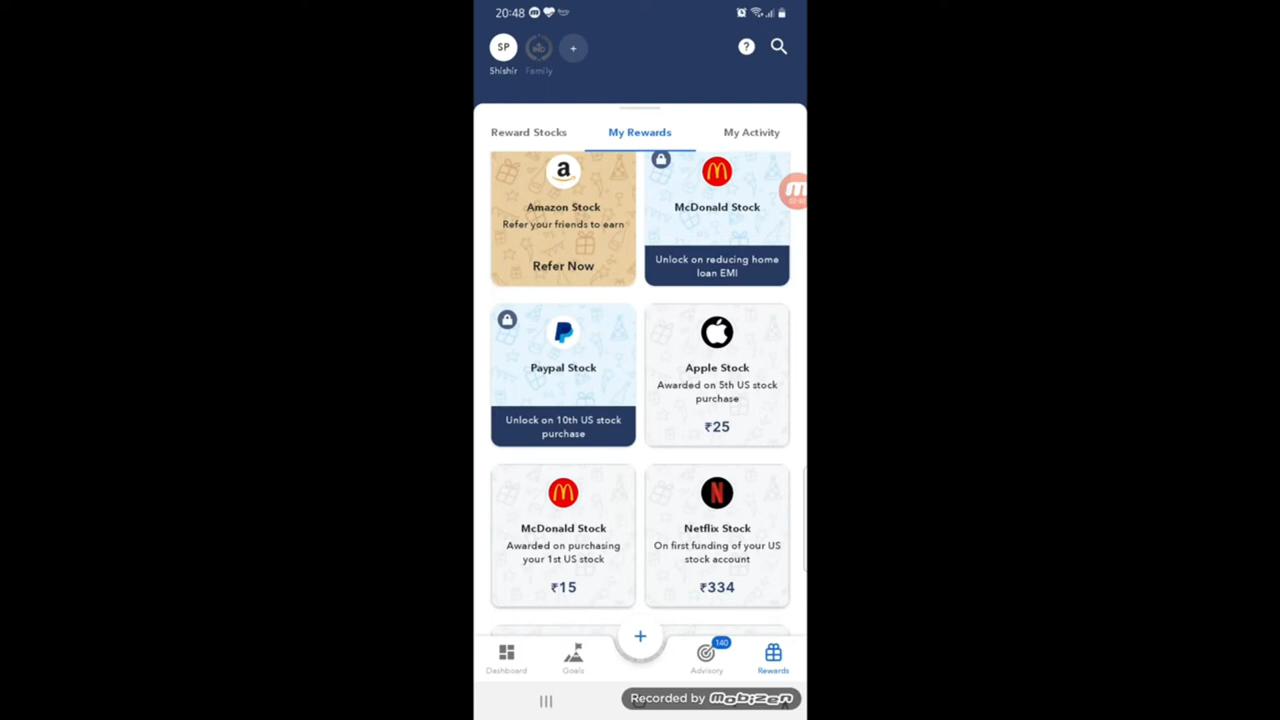 20:48
SP
+
?
Shishir
Family
Reward Stocks
My Rewards
My Activity
a
Amazon Stock
Refer your friends to earn
Refer Now
McDonald Stock
Unlock on reducing home
loan EMI
Paypal Stock
Unlock on 10th US stock
purchase
Apple Stock
Awarded on 5th US stock
purchase
₹25
McDonald Stock
Awarded on purchasing
your 1st US stock
₹15
N
Netflix Stock
On first funding of your US
stock account
₹334
+
140
Dashboard
Goals
Advisory
Rewards
Recorded by mobizen